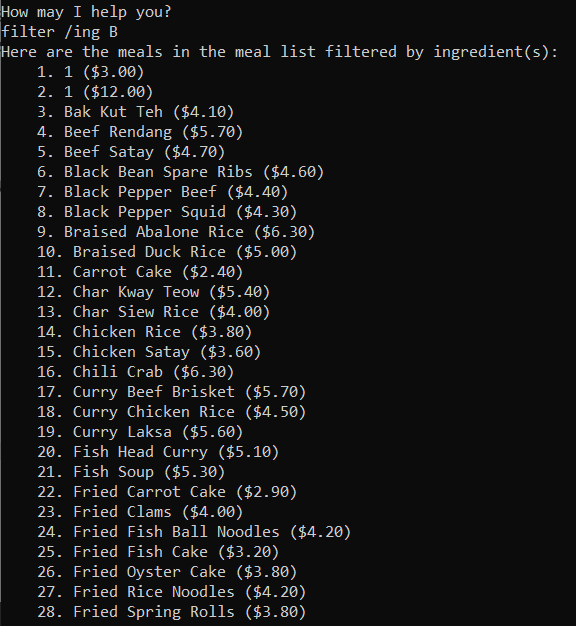 How may I help you?
filter /ing B
Here are the meals in the meal list filtered by ingredient(s):
1. 1 ($3.00)
2. 1 ($12.00)
3. Bak Kut Teh ($4.10)
4. Beef Rendang ($5.70)
5. Beef Satay ($4.70)
6. Black Bean Spare Ribs ($4.60)
7. Black Pepper Beef ($4.40)
8. Black Pepper Squid ($4.30)
9. Braised Abalone Rice ($6.30)
10. Braised Duck Rice ($5.00)
11. Carrot Cake ($2.40)
12. Char Kway Teow ($5.40)
13. Char Siew Rice ($4.00)
14. Chicken Rice ($3.80)
15. Chicken Satay ($3.60)
16. Chili Crab ($6.30)
17. Curry Beef Brisket ($5.70)
18. Curry Chicken Rice ($4.50)
19. Curry Laksa ($5.60)
20. Fish Head Curry ($5.10)
21. Fish Soup ($5.30)
22. Fried Carrot Cake ($2.90)
23. Fried Clams ($4.00)
24. Fried Fish Ball Noodles ($4.20)
25. Fried Fish Cake ($3.20)
26. Fried Oyster Cake ($3.80)
27. Fried Rice Noodles ($4.20)
28. Fried Spring Rolls ($3.80)